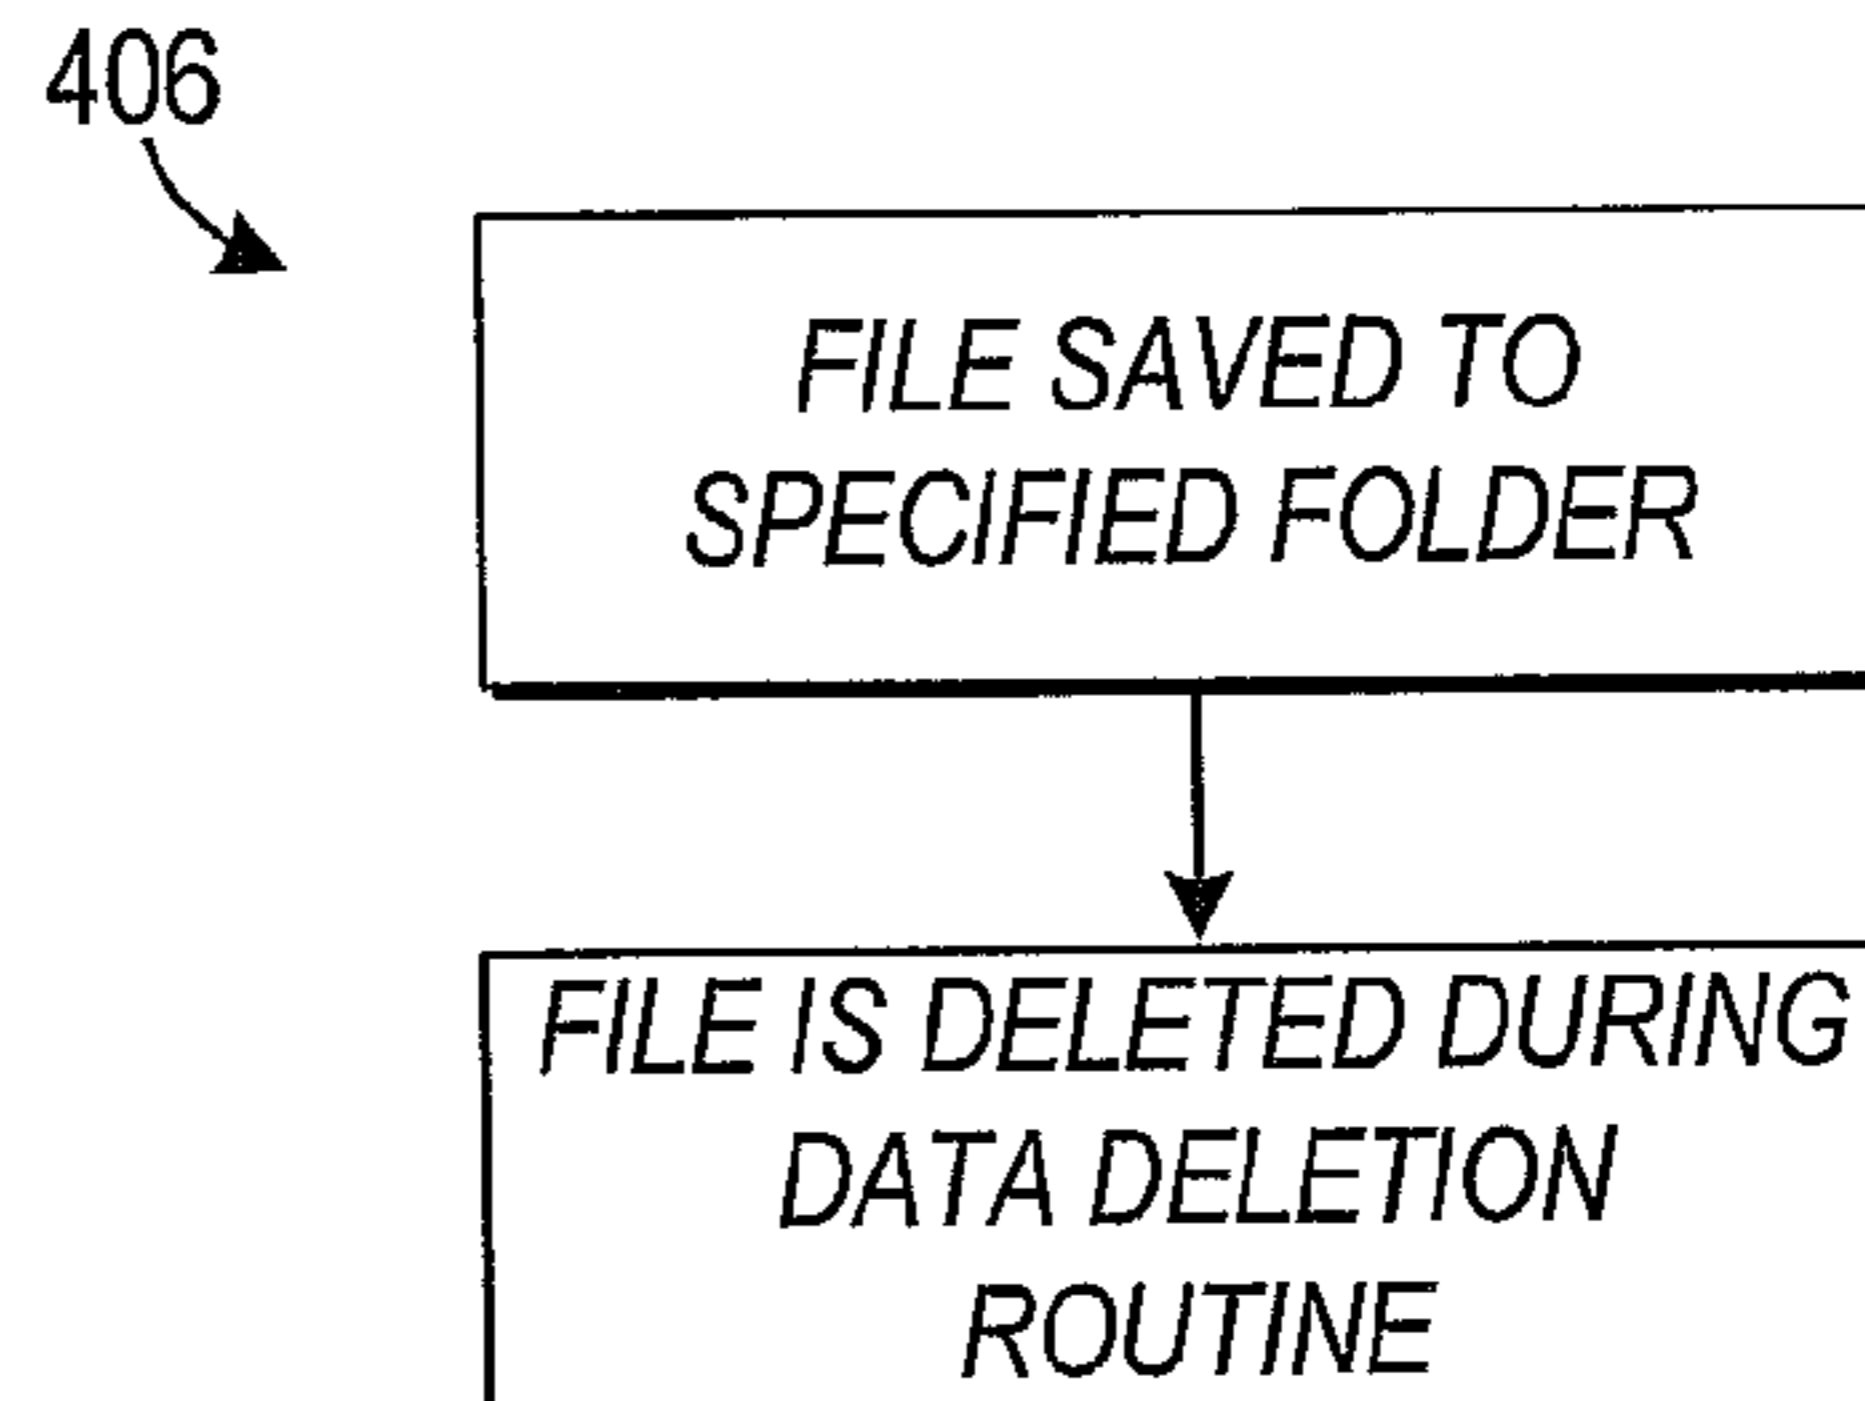 406
FILE SAVED TO
SPECIFIED FOLDER
FILE IS DELETED DURING
DATA DELETION
ROUTINE